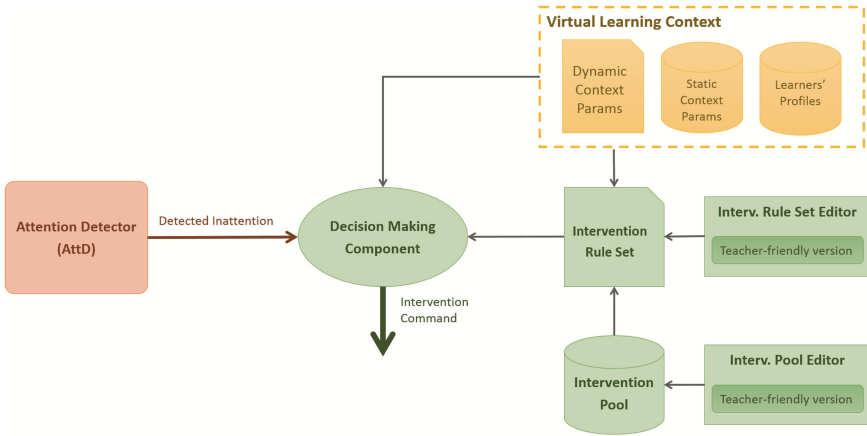 Virtual Learning Context
Dynamic
Context
Params
Static
Context
Params
Learners'
Profiles
Attention Detector
(AttD)
Detected Inattention
Decision Making
Component
Intervention
Command
Intervention
Rule Set
Interv. Rule Set Editor
Teacher-friendly version
Intervention
Pool
Interv. Pool Editor
Teacher-friendly version